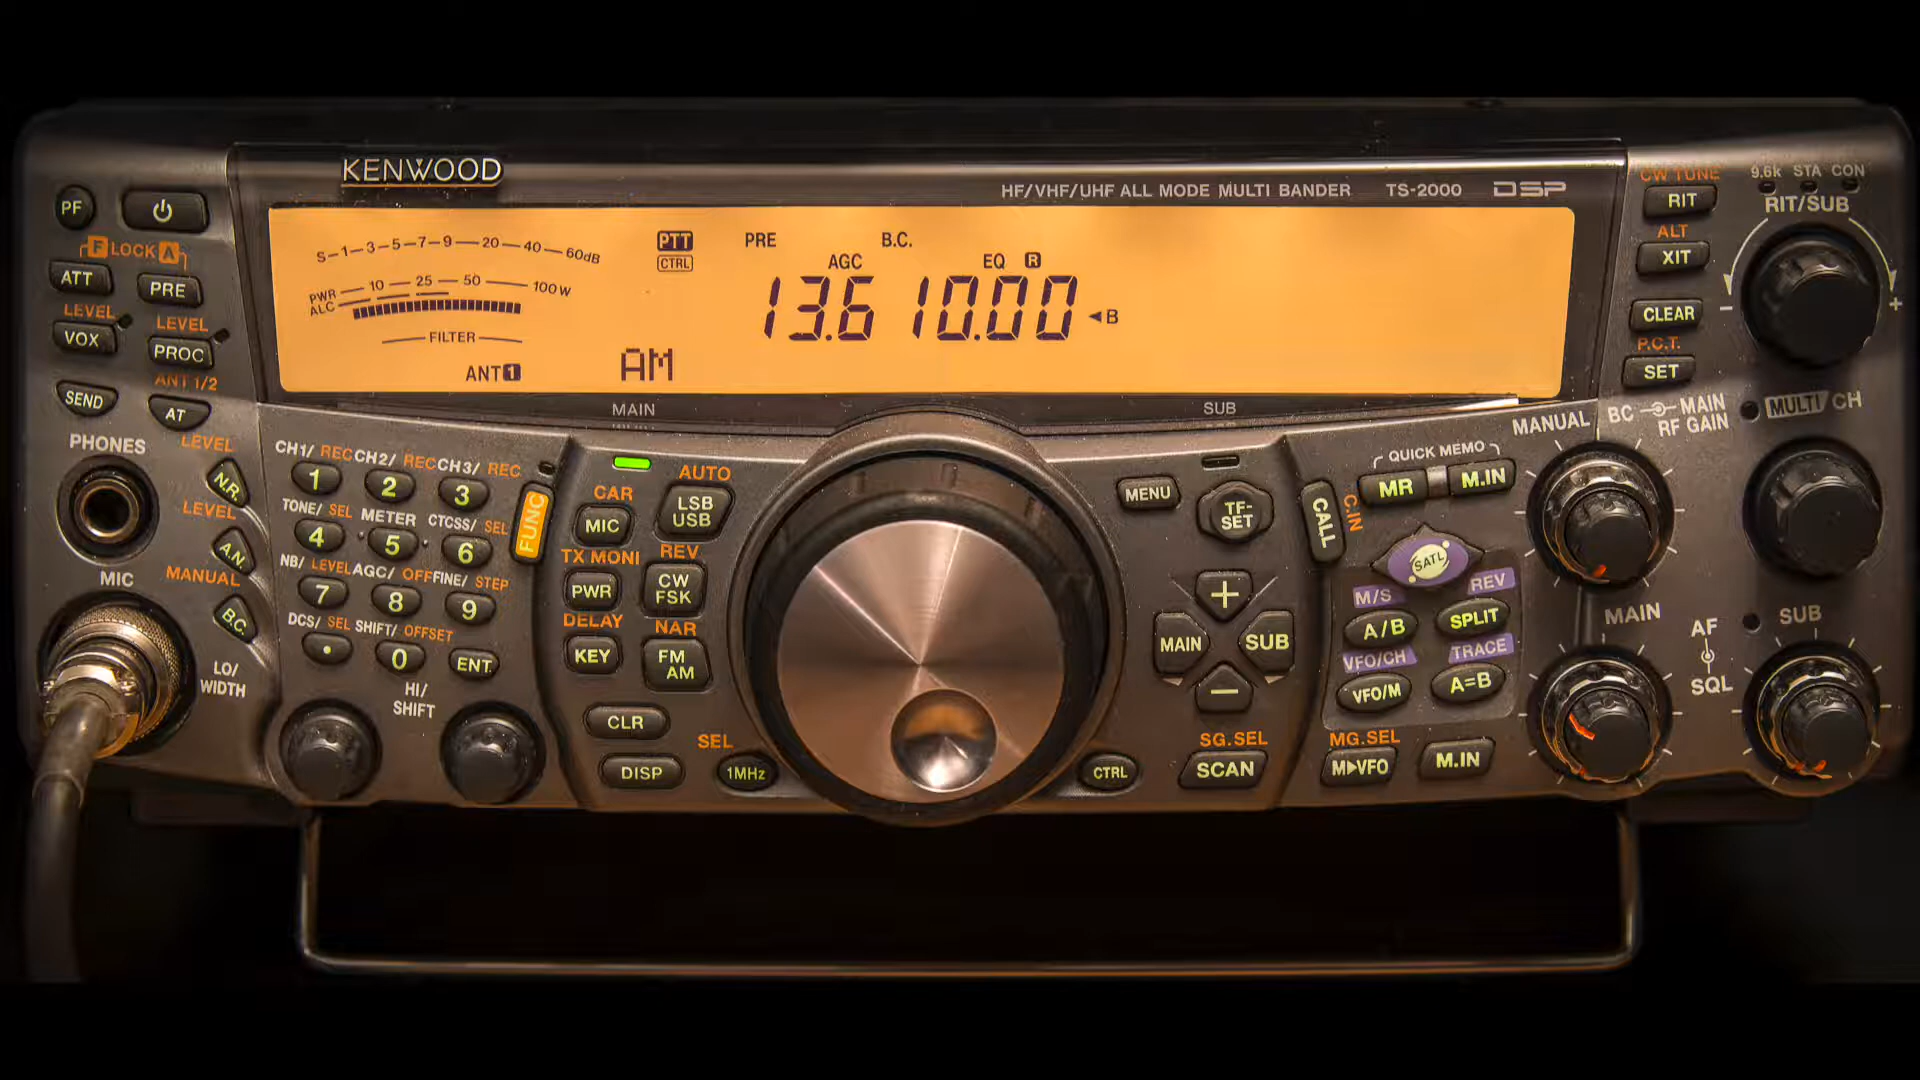 KENWOOD
HF/VHF/UHF ALL MODE MULTI BANDER TS-2000 DSP
PF
F LOCK A
ATT
PRE
LEVEL
VOX
LEVEL
PROC
ANT 1/2
SEND
AT
S-1-3-5-7-9-20-40-60dB
PWR 10 25 50 100W
ALC
FILTER
ANT 1
AM
PTT
CTRL
PRE
B.C.
AGC
EQ R
13.610.00
◄B
MAIN
SUB
CW TUNE
RIT
ALT
XIT
CLEAR
P.C.T.
SET
9.6k STA CON
RIT/SUB
− +
MULTI CH
PHONES
LEVEL
N.R.
LEVEL
A.N.
MIC
MANUAL
B.C.
LO/
WIDTH
HI/
SHIFT
CH1/ REC CH2/ REC CH3/ REC
1 2 3
TONE/ SEL METER CTCSS/ SEL
4 5 6
NB/ LEVEL AGC/ OFF FINE/ STEP
7 8 9
DCS/ SEL SHIFT/ OFFSET
. 0 ENT
FUNC
CAR
MIC
AUTO
LSB
USB
TX MONI
PWR
REV
CW
FSK
DELAY
KEY
NAR
FM
AM
CLR
SEL
DISP
1MHz
MENU
TF-
SET
CALL
C.IN
+
MAIN
SUB
−
CTRL
SG.SEL
SCAN
QUICK MEMO
MR
M.IN
SATL
M/S
REV
A/B
SPLIT
VFO/CH
TRACE
VFO/M
A=B
MG.SEL
M▶VFO
M.IN
MANUAL BC MAIN
RF GAIN
MAIN
AF
SQL
SUB